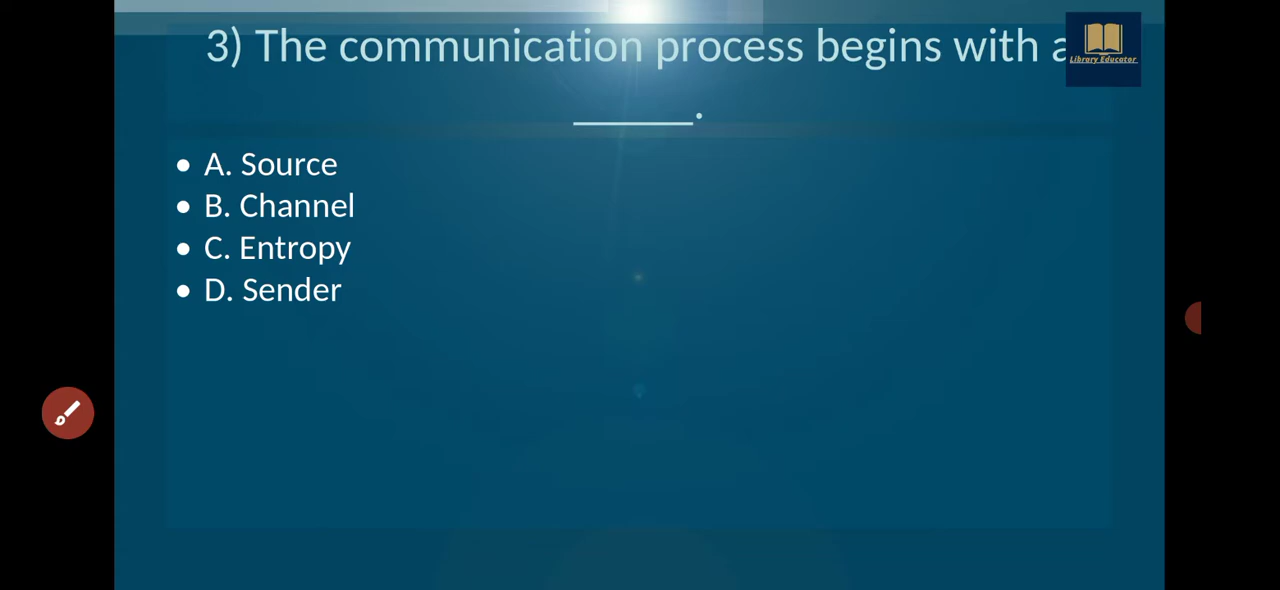 3) The communication process begins with a
______.
• A. Source
• B. Channel
• C. Entropy
• D. Sender
Library Educator